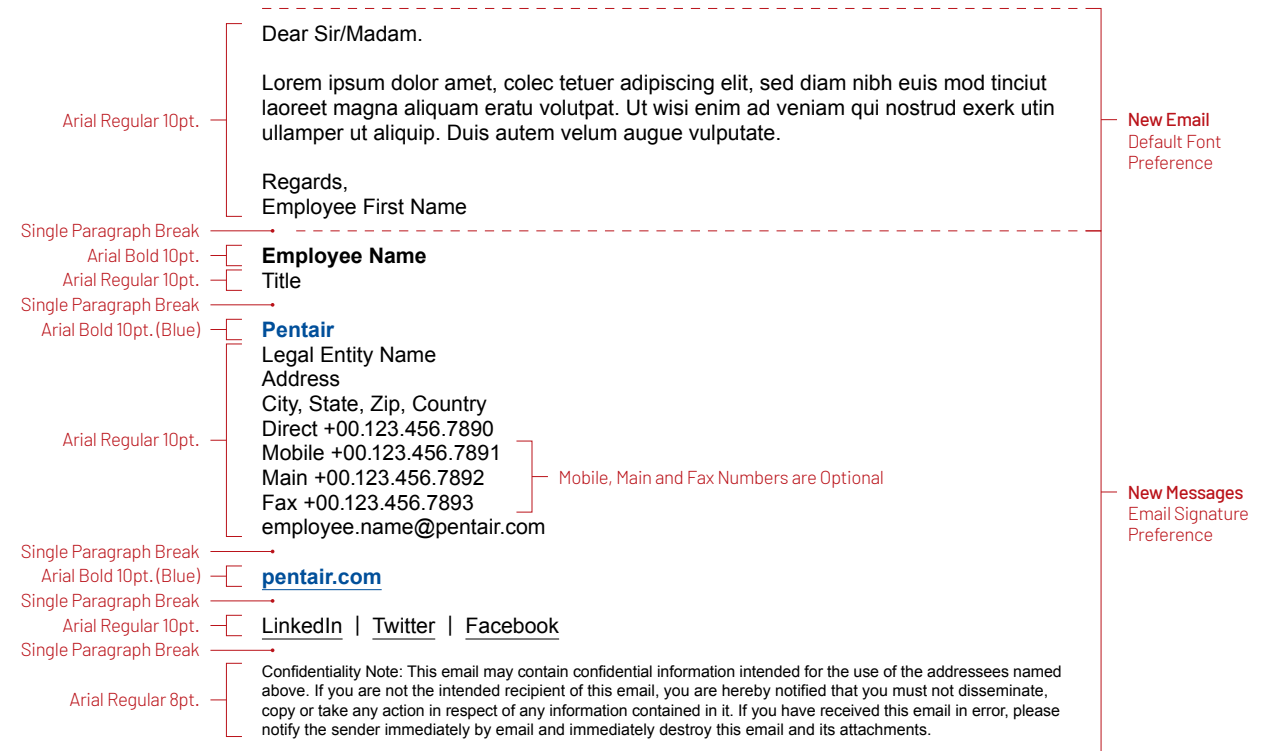 Dear Sir/Madam.
Arial Regular 10pt.
Lorem ipsum dolor amet, colec tetuer adipiscing elit, sed diam nibh euis mod tinciut
laoreet magna aliquam eratu volutpat. Ut wisi enim ad veniam qui nostrud exerk utin
ullamper ut aliquip. Duis autem velum augue vulputate.
New Email
Default Font
Preference
Regards,
Employee First Name
Single Paragraph Break
Arial Bold 10pt.
Employee Name
Arial Regular 10pt.
Title
Single Paragraph Break
Arial Bold 10pt. (Blue)
Pentair
Arial Regular 10pt.
Legal Entity Name
Address
City, State, Zip, Country
Direct +00.123.456.7890
Mobile +00.123.456.7891
Main +00.123.456.7892
Fax +00.123.456.7893
employee.name@pentair.com
Mobile, Main and Fax Numbers are Optional
New Messages
Email Signature
Preference
Single Paragraph Break
Arial Bold 10pt. (Blue)
pentair.com
Single Paragraph Break
Arial Regular 10pt.
LinkedIn | Twitter | Facebook
Single Paragraph Break
Arial Regular 8pt.
Confidentiality Note: This email may contain confidential information intended for the use of the addressees named
above. If you are not the intended recipient of this email, you are hereby notified that you must not disseminate,
copy or take any action in respect of any information contained in it. If you have received this email in error, please
notify the sender immediately by email and immediately destroy this email and its attachments.